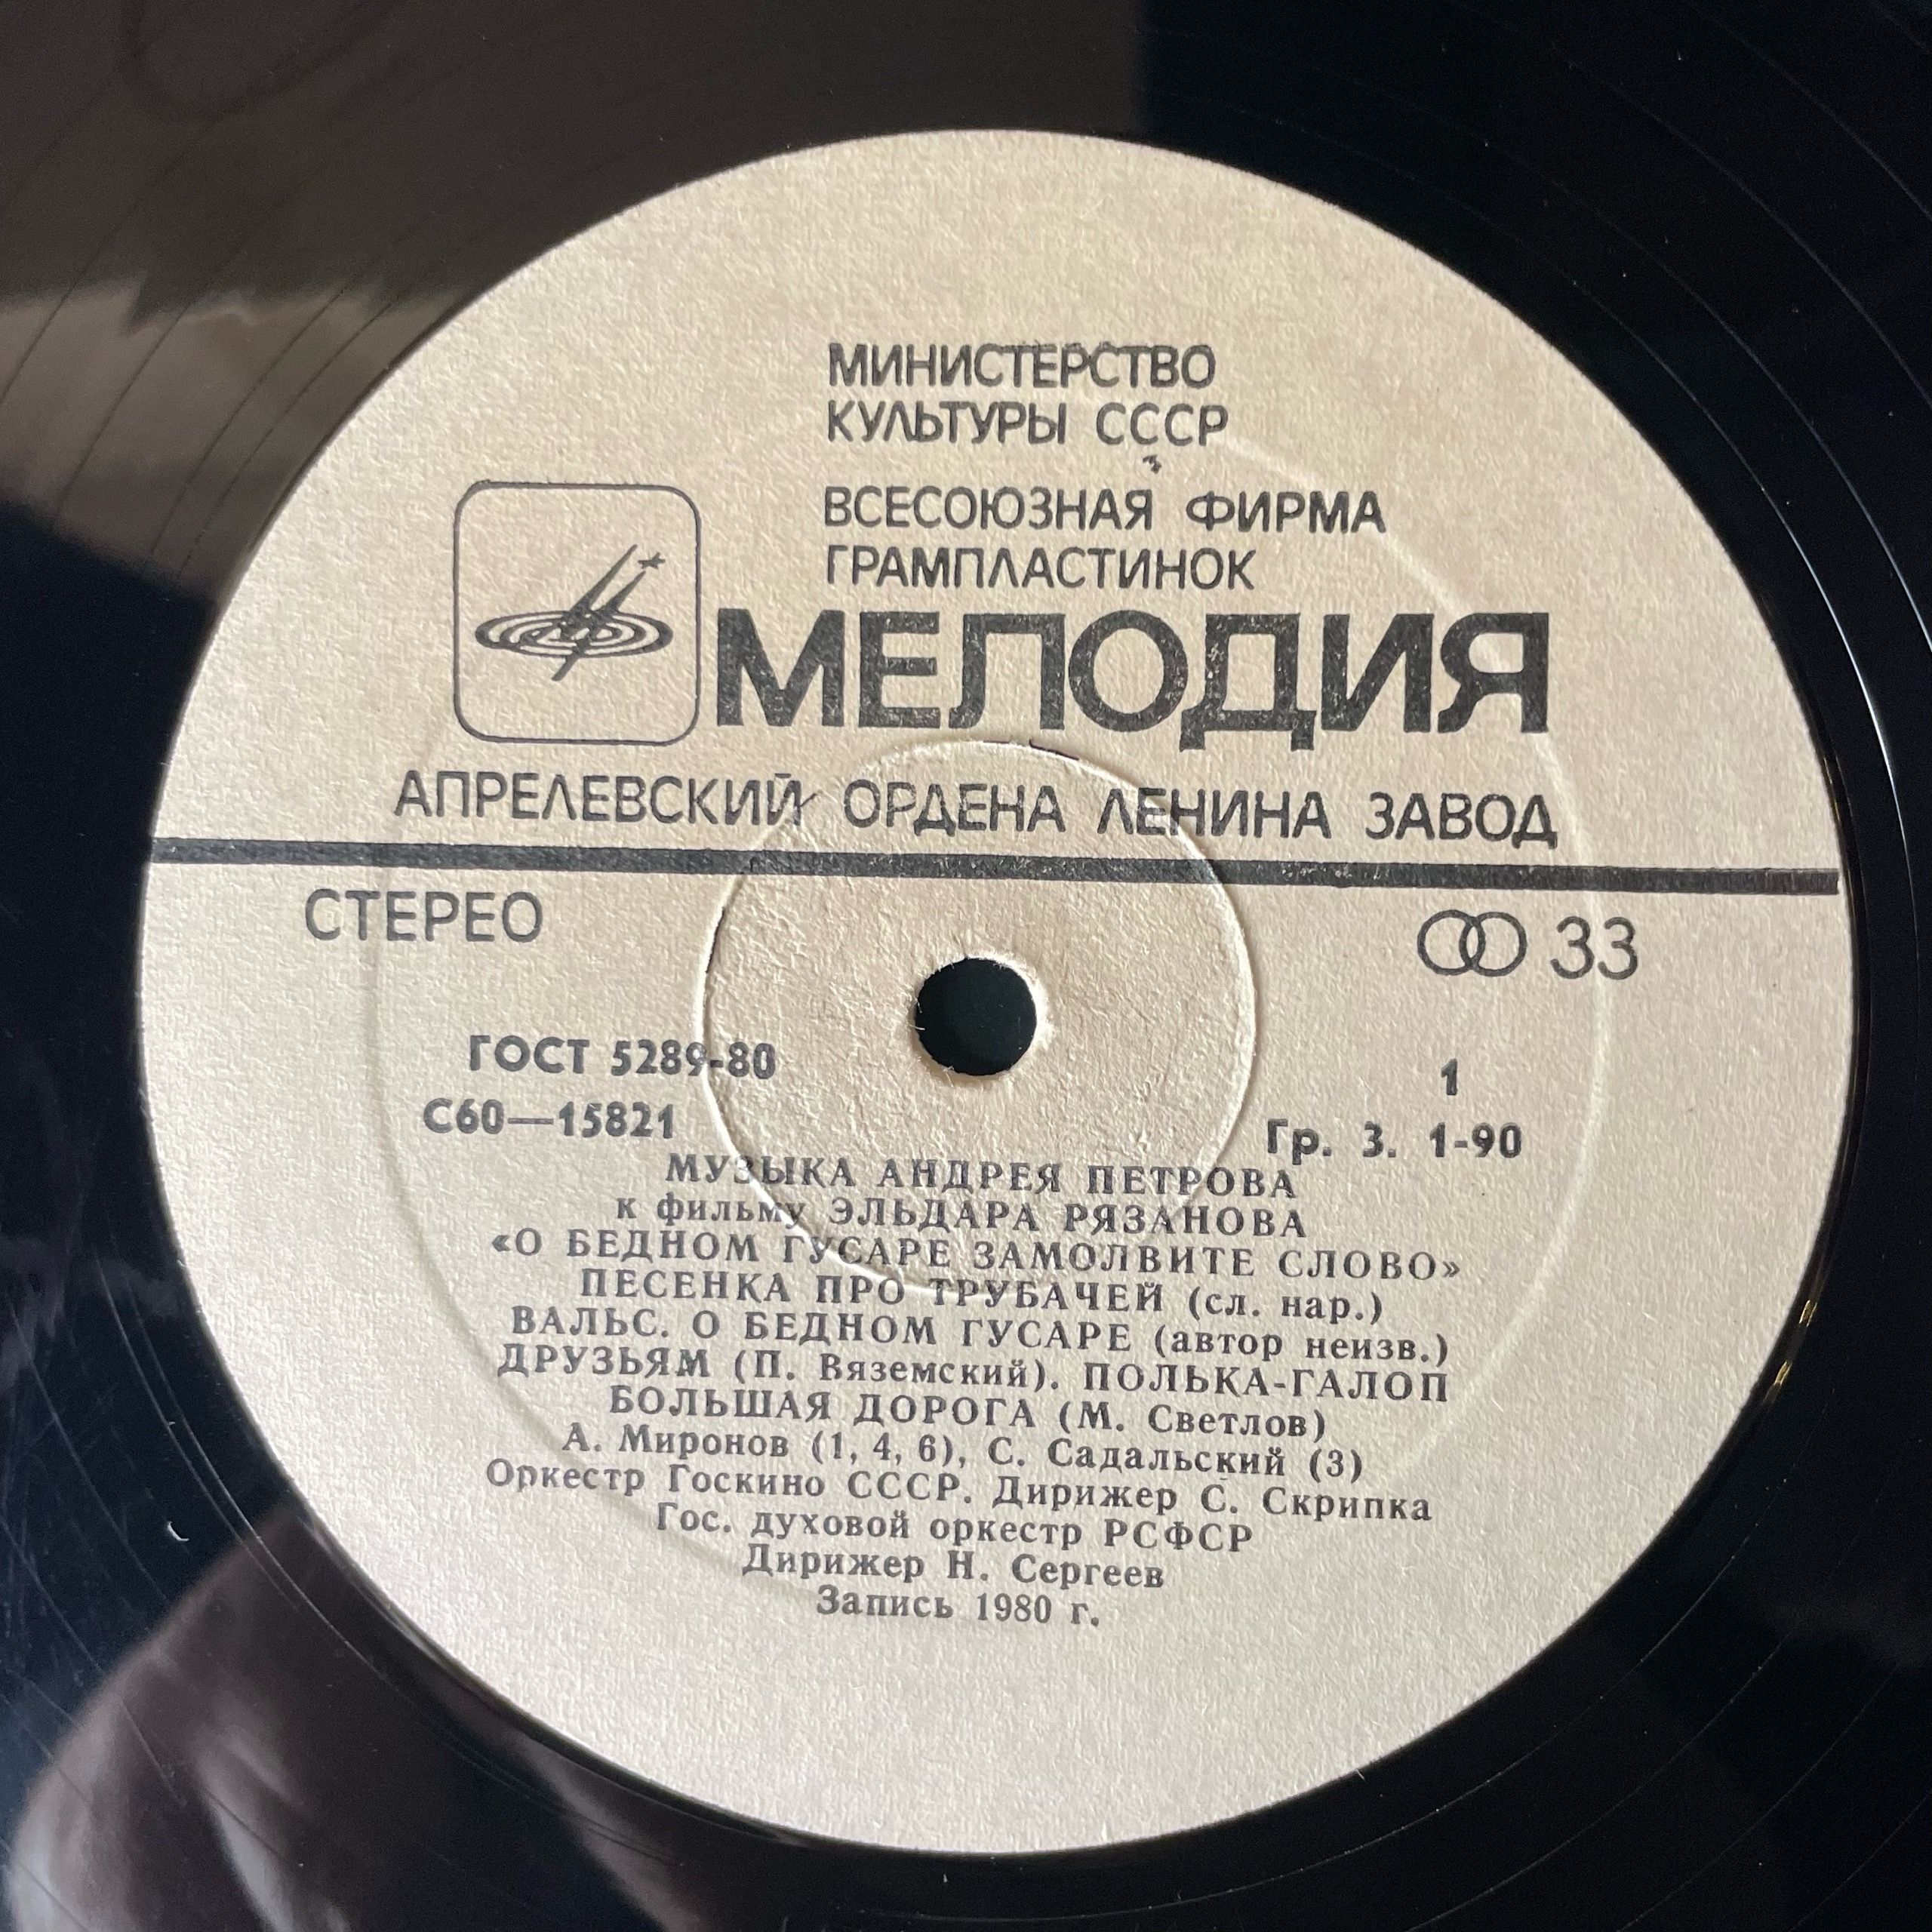 МИНИСТЕРСТВО
КУЛЬТУРЫ СССР
ВСЕСОЮЗНАЯ ФИРМА
ГРАМПЛАСТИНОК
МЕЛОДИЯ
АПРЕЛЕВСКИЙ ОРДЕНА ЛЕНИНА ЗАВОД
СТЕРЕО
33
ГОСТ 5289-80
1
С60—15821
Гр. 3. 1-90
МУЗЫКА АНДРЕЯ ПЕТРОВА
к фильму ЭЛЬДАРА РЯЗАНОВА
«О БЕДНОМ ГУСАРЕ ЗАМОЛВИТЕ СЛОВО»
ПЕСЕНКА ПРО ТРУБАЧЕЙ (сл. нар.)
ВАЛЬС. О БЕДНОМ ГУСАРЕ (автор неизв.)
ДРУЗЬЯМ (П. Вяземский). ПОЛЬКА-ГАЛОП
БОЛЬШАЯ ДОРОГА (М. Светлов)
А. Миронов (1, 4, 6), С. Садальский (3)
Оркестр Госкино СССР. Дирижер С. Скрипка
Гос. духовой оркестр РСФСР
Дирижер Н. Сергеев
Запись 1980 г.